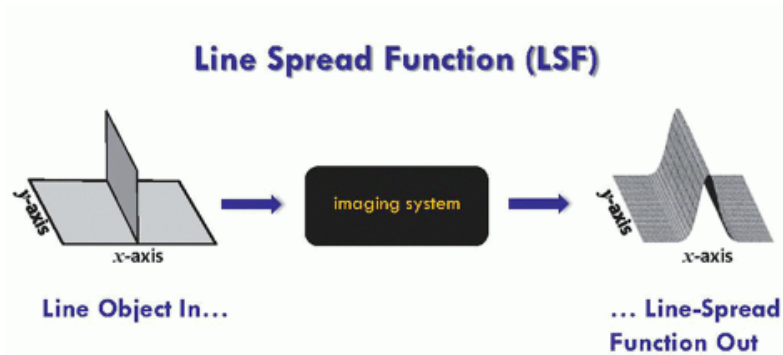 Line Spread Function (LSF)
y-axis
x-axis
imaging system
y-axis
x-axis
Line Object In...
... Line-Spread
Function Out